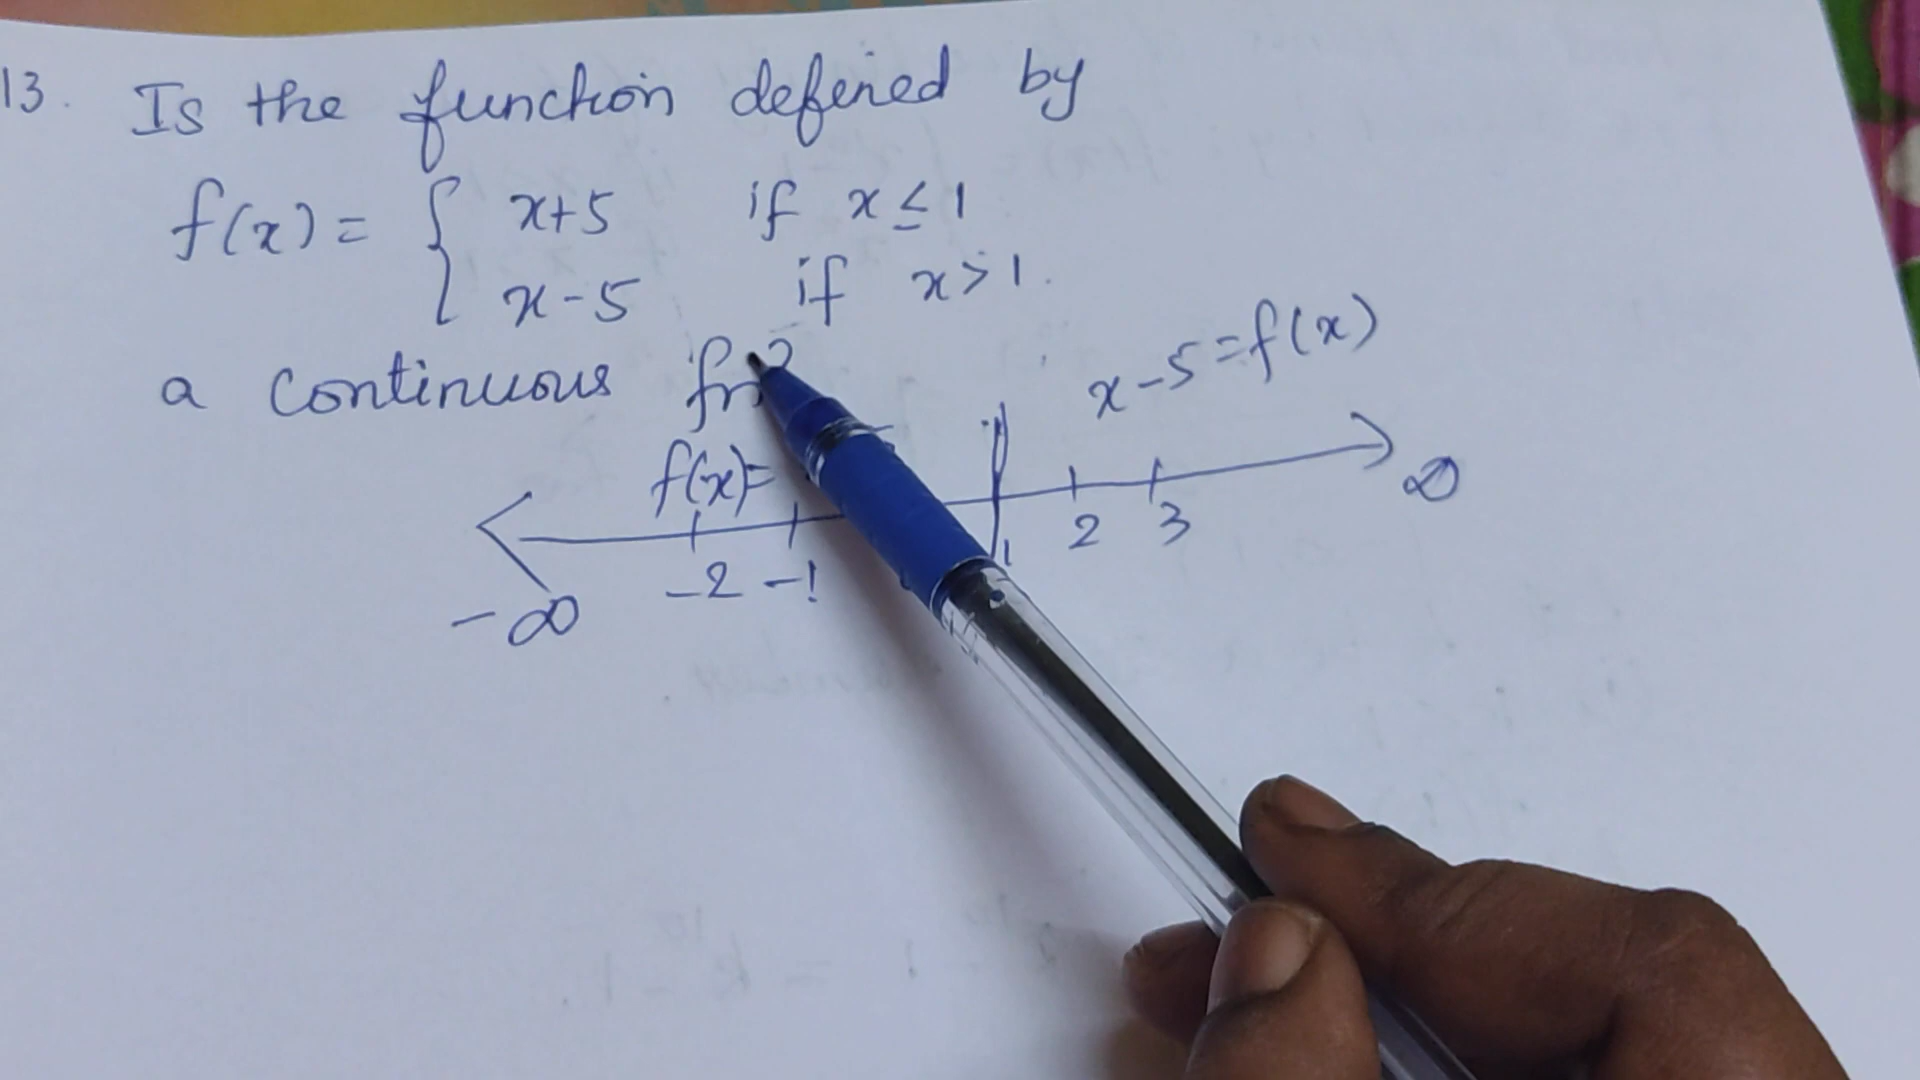 13. Is the function defined by
f(x) = { x+5 if x ≤ 1
x-5 if x > 1.
a continuous fn?
x-5=f(x)
f(x)=
-∞ -2 -1 1 2 3 ∞